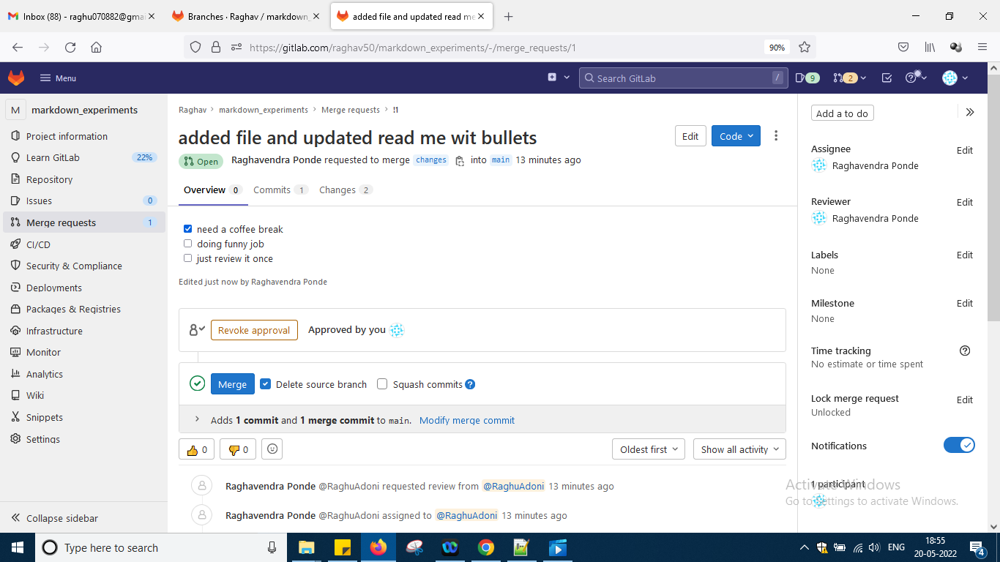 Inbox (88) - raghu070882@gmai
Branches · Raghav / markdown_
added file and updated read me
https://gitlab.com/raghav50/markdown_experiments/-/merge_requests/1
90%
Menu
Search GitLab
/
9
2
M
markdown_experiments
Project information
Learn GitLab
22%
Repository
Issues
0
Merge requests
1
CI/CD
Security & Compliance
Deployments
Packages & Registries
Infrastructure
Monitor
Analytics
Wiki
Snippets
Settings
Collapse sidebar
Raghav > markdown_experiments > Merge requests > !1
added file and updated read me wit bullets
Edit
Code
Open
Raghavendra Ponde requested to merge changes into main 13 minutes ago
Overview 0
Commits 1
Changes 2
need a coffee break
doing funny job
just review it once
Edited just now by Raghavendra Ponde
Revoke approval
Approved by you
Merge
Delete source branch
Squash commits
Adds 1 commit and 1 merge commit to main. Modify merge commit
0
0
Oldest first
Show all activity
Raghavendra Ponde @RaghuAdoni requested review from @RaghuAdoni 13 minutes ago
Raghavendra Ponde @RaghuAdoni assigned to @RaghuAdoni 13 minutes ago
Add a to do
Assignee
Edit
Raghavendra Ponde
Reviewer
Edit
Raghavendra Ponde
Labels
Edit
None
Milestone
Edit
None
Time tracking
No estimate or time spent
Lock merge request
Edit
Unlocked
Notifications
1 participant
Activate Windows
Go to Settings to activate Windows.
Type here to search
ENG
18:55
20-05-2022
4